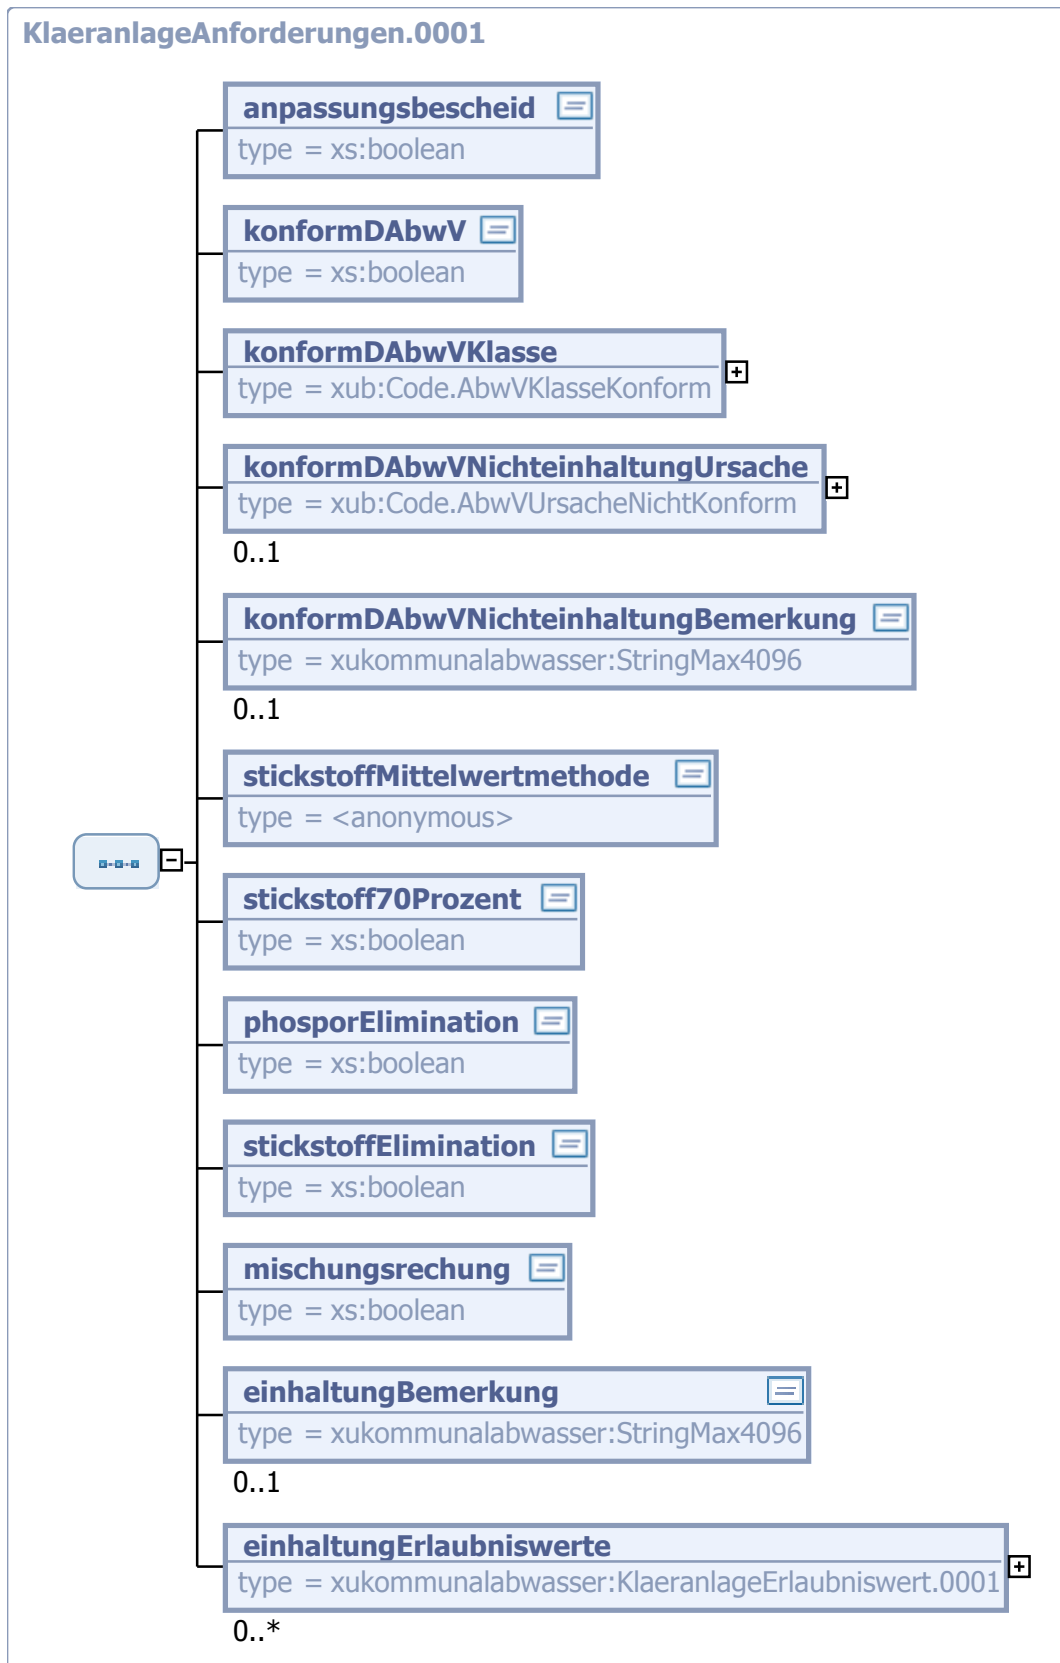 KlaeranlageAnforderungen.0001
anpassungsbescheid
type = xs:boolean
konformDAbwV
type = xs:boolean
konformDAbwVKlasse
type = xub:Code.AbwVKlasseKonform
konformDAbwVNichteinhaltungUrsache
type = xub:Code.AbwVUrsacheNichtKonform
0..1
konformDAbwVNichteinhaltungBemerkung
type = xukommunalabwasser:StringMax4096
0..1
stickstoffMittelwertmethode
type = <anonymous>
stickstoff70Prozent
type = xs:boolean
phosporElimination
type = xs:boolean
stickstoffElimination
type = xs:boolean
mischungsrechung
type = xs:boolean
einhaltungBemerkung
type = xukommunalabwasser:StringMax4096
0..1
einhaltungErlaubniswerte
type = xukommunalabwasser:KlaeranlageErlaubniswert.0001
0..*